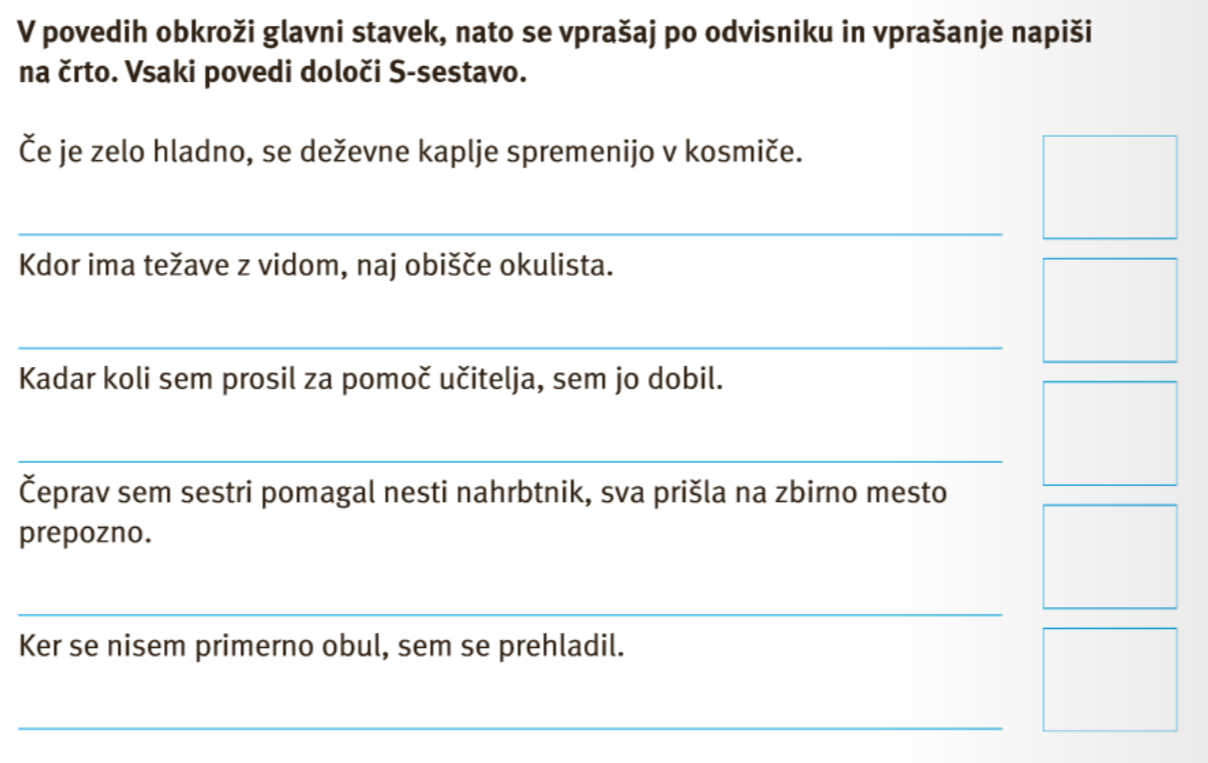 V povedih obkroži glavni stavek, nato se vprašaj po odvisniku in vprašanje napiši
na črto. Vsaki povedi določi S-sestavo.
Če je zelo hladno, se deževne kaplje spremenijo v kosmiče.
Kdor ima težave z vidom, naj obišče okulista.
Kadar koli sem prosil za pomoč učitelja, sem jo dobil.
Čeprav sem sestri pomagal nesti nahrbtnik, sva prišla na zbirno mesto
prepozno.
Ker se nisem primerno obul, sem se prehladil.